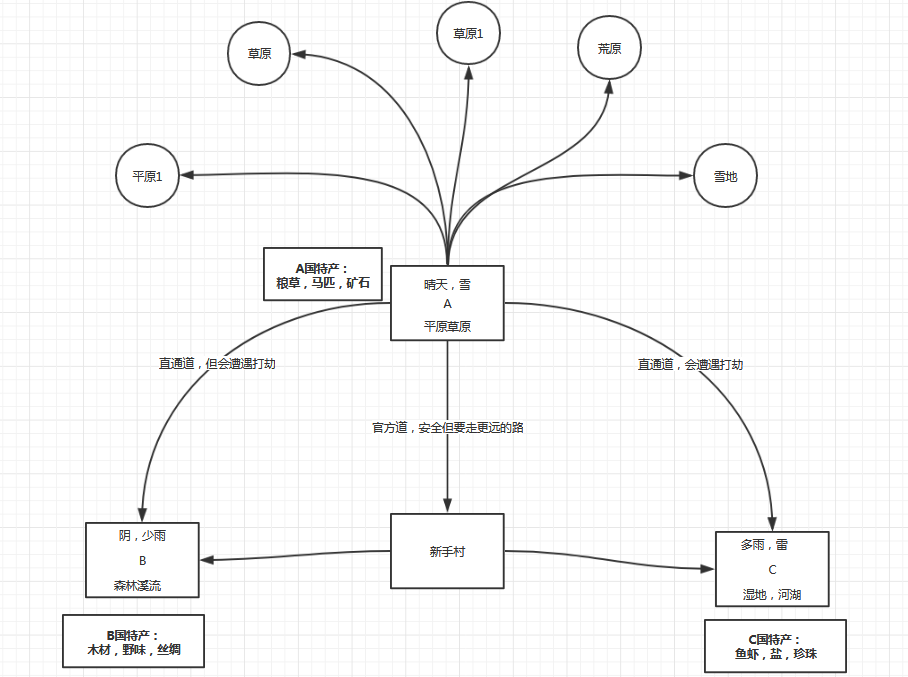 草原1
荒原
草原
平原1
雪地
A国特产：
粮草，马匹，矿石
晴天，雪
A
平原草原
直通道，但会遭遇打劫
直通道，会遭遇打劫
官方道，安全但要走更远的路
阴，少雨
B
森林溪流
新手村
多雨，雷
C
湿地，河湖
B国特产：
木材，野味，丝绸
C国特产：
鱼虾，盐，珍珠